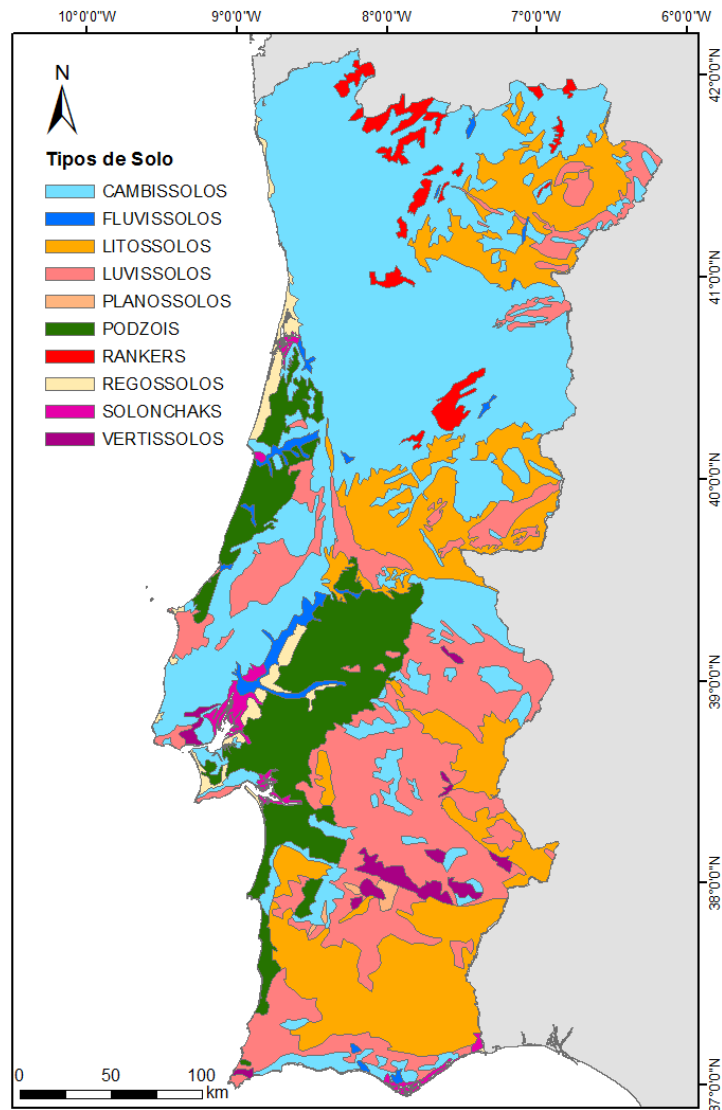 10°0'0"W 9°0'0"W 8°0'0"W 7°0'0"W 6°0'0"W
N
Tipos de Solo
CAMBISSOLOS
FLUVISSOLOS
LITOSSOLOS
LUVISSOLOS
PLANOSSOLOS
PODZOIS
RANKERS
REGOSSOLOS
SOLONCHAKS
VERTISSOLOS
42°0'0"N
41°0'0"N
40°0'0"N
39°0'0"N
38°0'0"N
37°0'0"N
0 50 100
km